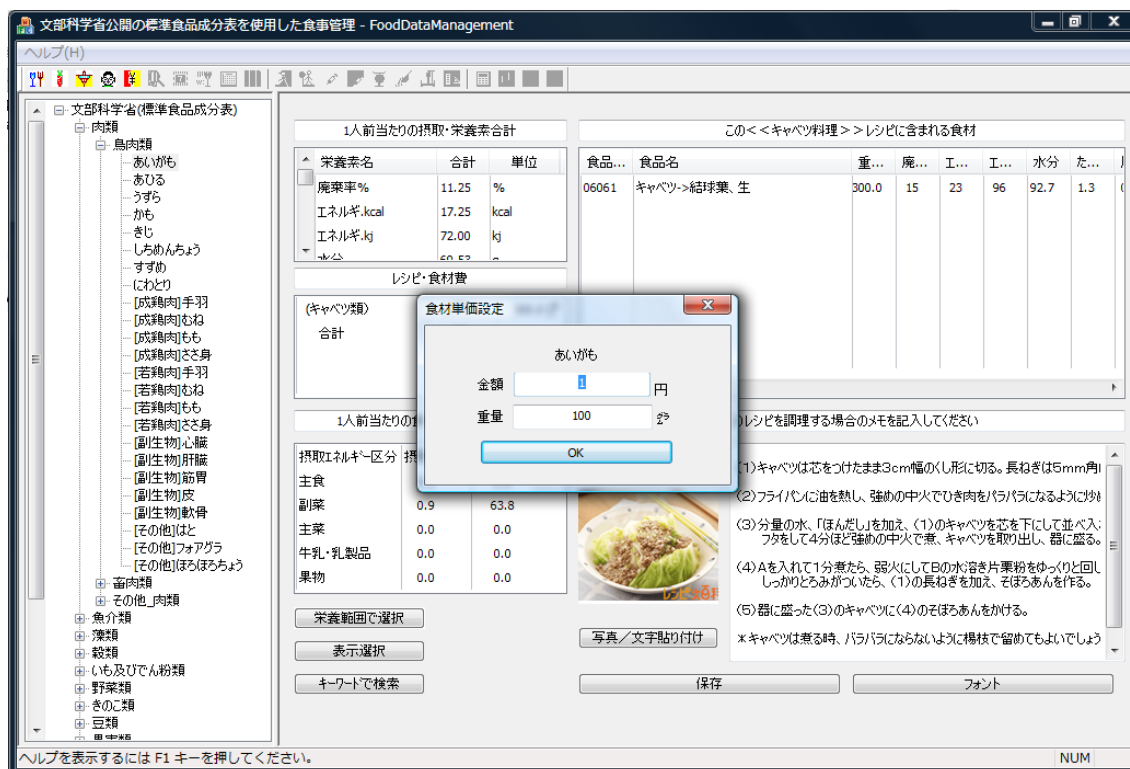 文部科学省公開の標準食品成分表を使用した食事管理 - FoodDataManagement
ヘルプ(H)
文部科学省(標準食品成分表)
肉類
鳥肉類
あいがも
あひる
うずら
かも
きじ
しちめんちょう
すずめ
にわとり
[成鶏肉]手羽
[成鶏肉]むね
[成鶏肉]もも
[成鶏肉]ささ身
[若鶏肉]手羽
[若鶏肉]むね
[若鶏肉]もも
[若鶏肉]ささ身
[副生物]心臓
[副生物]肝臓
[副生物]筋胃
[副生物]皮
[副生物]軟骨
[その他]はと
[その他]フォアグラ
[その他]ほろほろちょう
畜肉類
その他_肉類
魚介類
藻類
穀類
いも及びでん粉類
野菜類
きのこ類
豆類
1人前当たりの摂取・栄養素合計
栄養素名 合計 単位
廃棄率% 11.25 %
エネルギ.kcal 17.25 kcal
エネルギ.kj 72.00 kj
レシピ・食材費
(キャベツ類)
合計
このくくキャベツ料理>>レシピに含まれる食材
食品... 食品名 重... 廃... エ... エ... 水分 た...
06061 キャベツ->結球葉、生 300.0 15 23 96 92.7 1.3
食材単価設定
あいがも
金額 1 円
重量 100 グラ
OK
1人前当たりの
摂取エネルギー区分
主食
副菜 0.9 63.8
主菜 0.0 0.0
牛乳・乳製品 0.0 0.0
果物 0.0 0.0
栄養範囲で選択
表示選択
キーワードで検索
レシピ大百科
写真／文字貼り付け
レシピを調理する場合のメモを記入してください
(1)キャベツは芯をつけたまま3cm幅のくし形に切る。長ねぎは5mm角
(2)フライパンに油を熱し、強めの中火でひき肉をパラパラになるように炒
(3)分量の水、「ほんだし」を加え、(1)のキャベツを芯を下にして並べ入
フタをして4分ほど強めの中火で煮、キャベツを取り出し、器に盛る。
(4)Aを入れて1分煮たら、弱火にしてBの水溶き片栗粉をゆっくりと回し
しっかりとろみがついたら、(1)の長ねぎを加え、そぼろあんを作る。
(5)器に盛った(3)のキャベツに(4)のそぼろあんをかける。
＊キャベツは煮る時、バラバラにならないように楊枝で留めてもよいでしょう
保存
フォント
ヘルプを表示するには F1 キーを押してください。
NUM